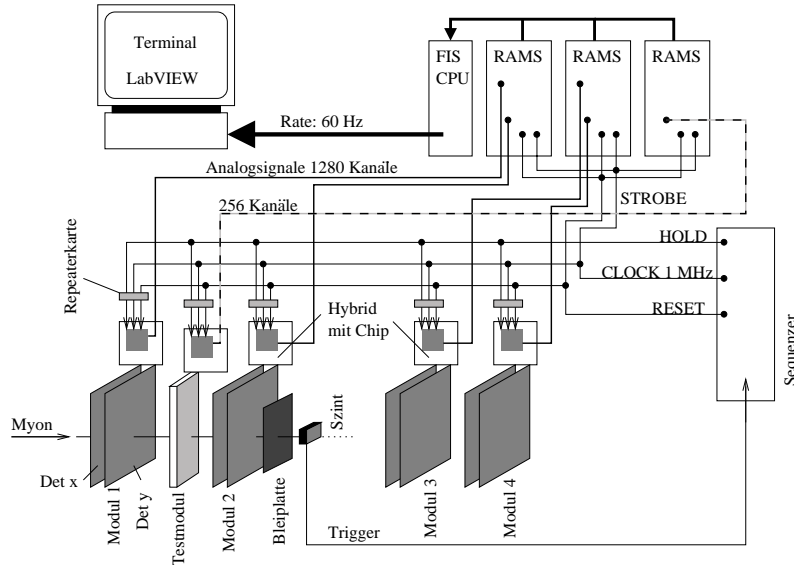 Terminal
LabVIEW
FIS
CPU
RAMS
RAMS
RAMS
Rate: 60 Hz
Analogsignale 1280 Kanäle
256 Kanäle
STROBE
HOLD
CLOCK 1 MHz
RESET
Sequenzer
Repeaterkarte
Hybrid
mit Chip
Myon
Szint
Det x
Modul 1
Det y
Testmodul
Modul 2
Bleiplatte
Modul 3
Modul 4
Trigger